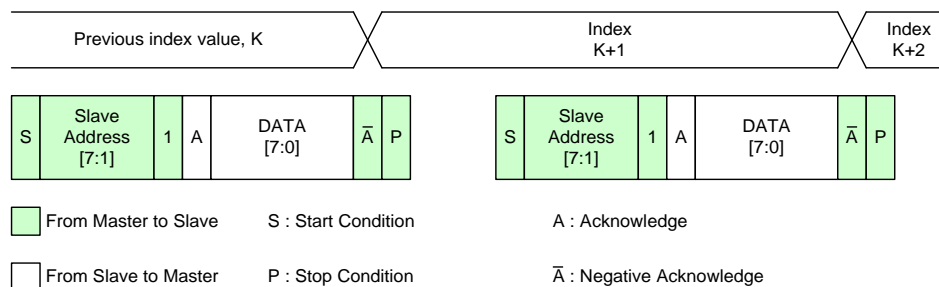 Previous index value, K
Index
K+1
Index
K+2
S
Slave
Address
[7:1]
1
A
DATA
[7:0]
A̅
P
S
Slave
Address
[7:1]
1
A
DATA
[7:0]
A̅
P
From Master to Slave
S : Start Condition
A : Acknowledge
From Slave to Master
P : Stop Condition
A̅ : Negative Acknowledge